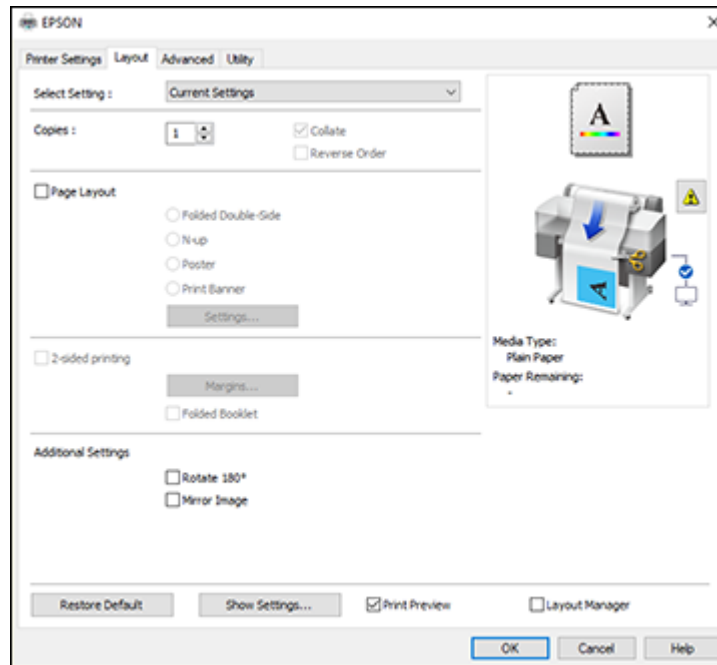 EPSON
Printer Settings Layout Advanced Utility
Select Setting : Current Settings
Copies : 1 Collate
Reverse Order
Page Layout
Folded Double-Side
N-up
Poster
Print Banner
Settings...
2-sided printing
Margins...
Folded Booklet
Additional Settings
Rotate 180°
Mirror Image
A
A
Media Type:
Plain Paper
Paper Remaining:
-
Restore Default Show Settings... Print Preview Layout Manager
OK Cancel Help